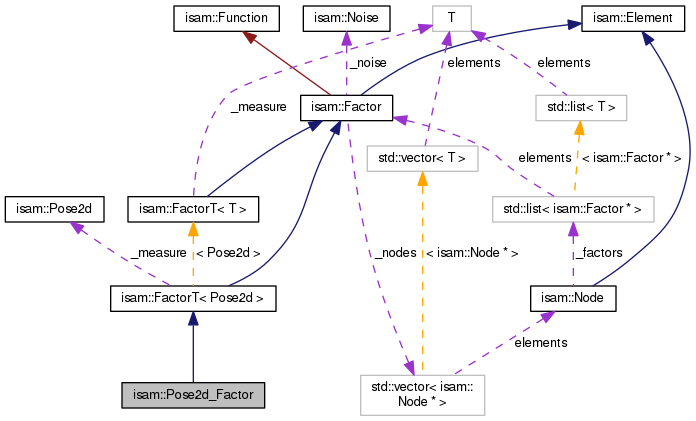 isam::Function
isam::Noise
T
isam::Element
_noise
elements
elements
_measure
isam::Factor
std::list< T >
std::vector< T >
elements
< isam::Factor * >
isam::Pose2d
isam::FactorT< T >
std::list< isam::Factor * >
_measure
< Pose2d >
_nodes
< isam::Node * >
_factors
isam::FactorT< Pose2d >
isam::Node
elements
isam::Pose2d_Factor
std::vector< isam::
Node * >